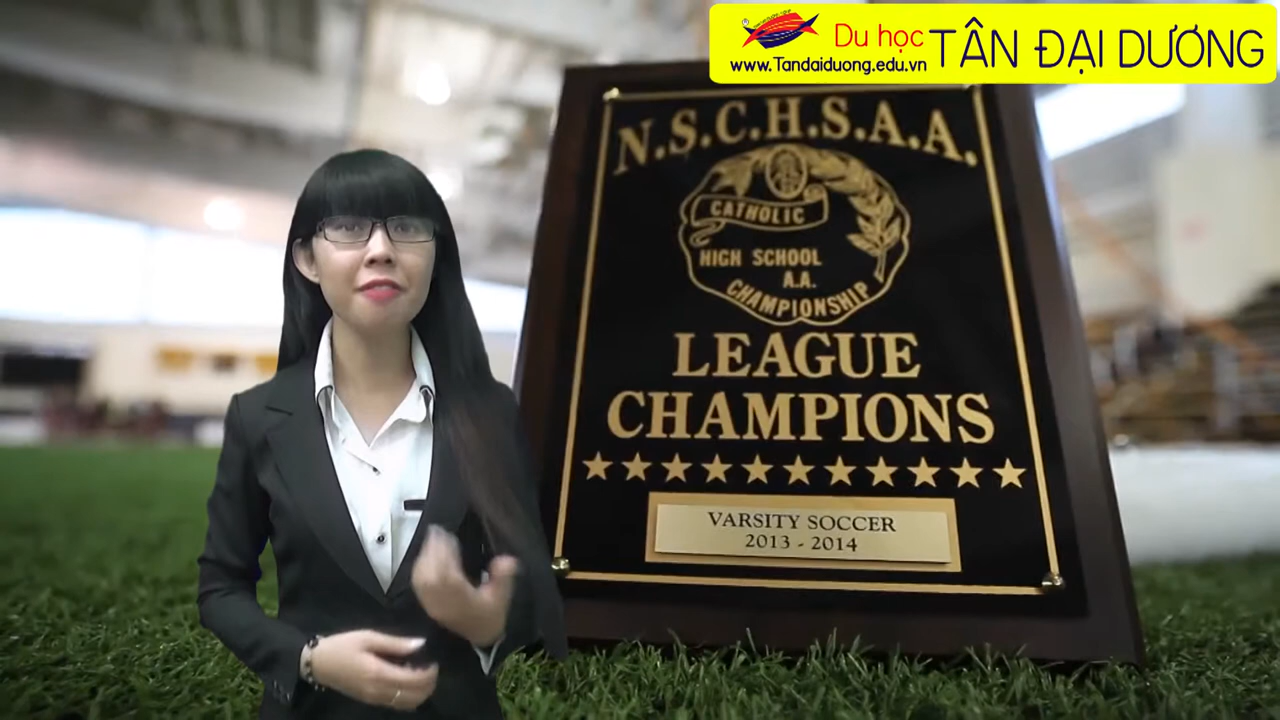 Du học TÂN ĐẠI DƯƠNG
www.Tandaiduong.edu.vn
N.S.C.H.S.A.A.
CATHOLIC
HIGH SCHOOL
A.A.
CHAMPIONSHIP
LEAGUE
CHAMPIONS
VARSITY SOCCER
2013 - 2014